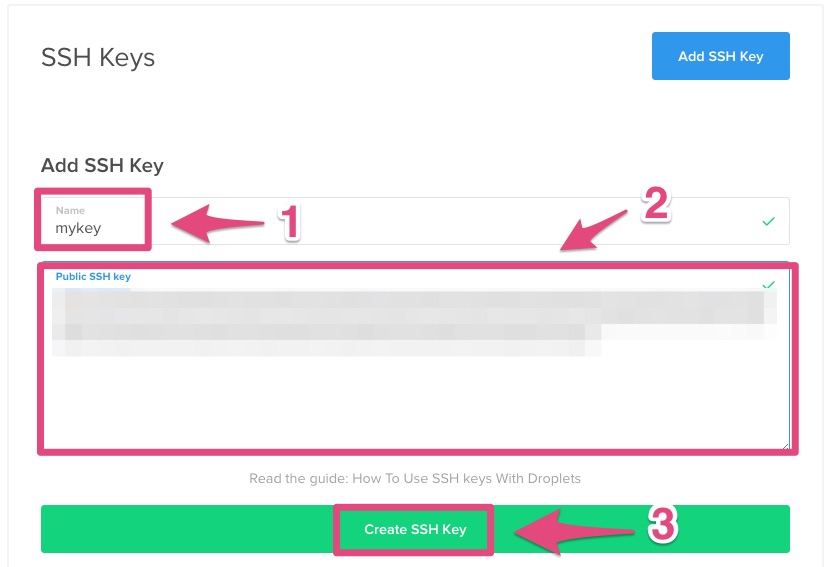 SSH Keys
Add SSH Key
Add SSH Key
Name
mykey
1
2
Public SSH key
Read the guide: How To Use SSH keys With Droplets
Create SSH Key
3